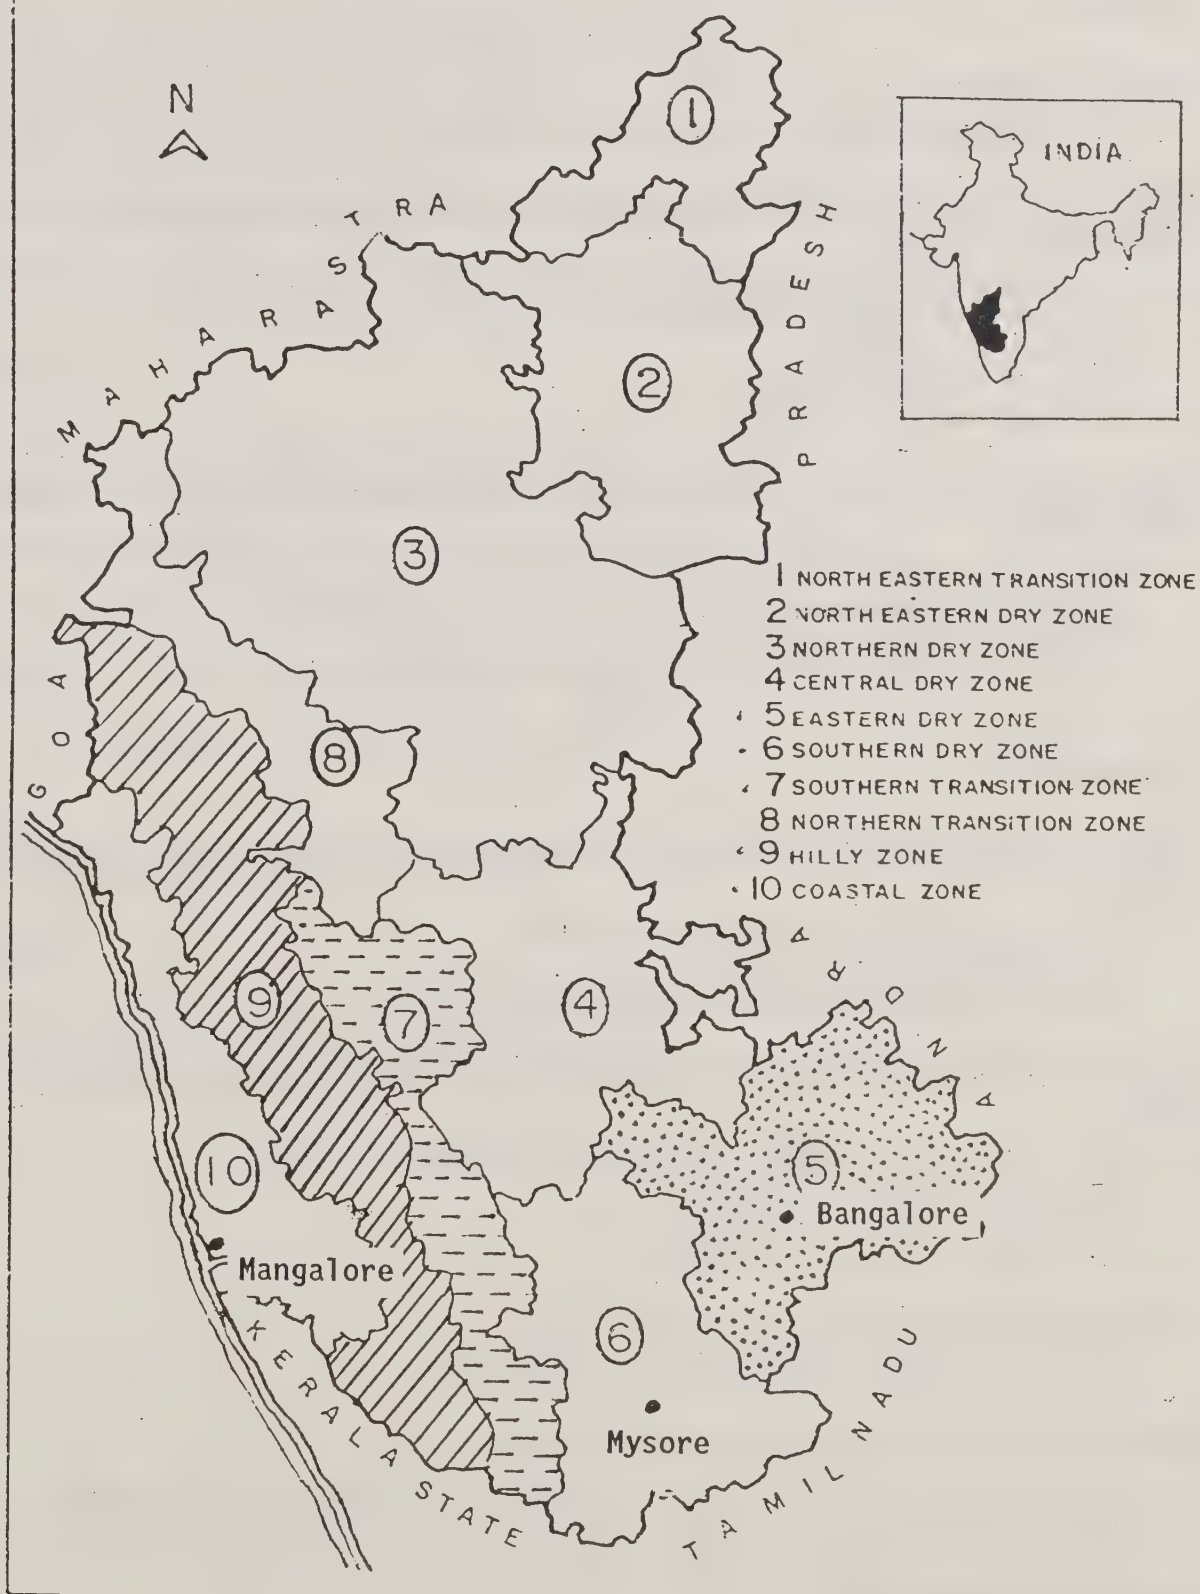 N
INDIA
MAHARASTRA
PRADESH
ANDRA
GOA
1
2
3
8
9
7
4
10
5
6
1 NORTH EASTERN TRANSITION ZONE
2 NORTH EASTERN DRY ZONE
3 NORTHERN DRY ZONE
4 CENTRAL DRY ZONE
5 EASTERN DRY ZONE
6 SOUTHERN DRY ZONE
7 SOUTHERN TRANSITION ZONE
8 NORTHERN TRANSITION ZONE
9 HILLY ZONE
10 COASTAL ZONE
Bangalore
Mangalore
Mysore
KERALA STATE
TAMIL NADU